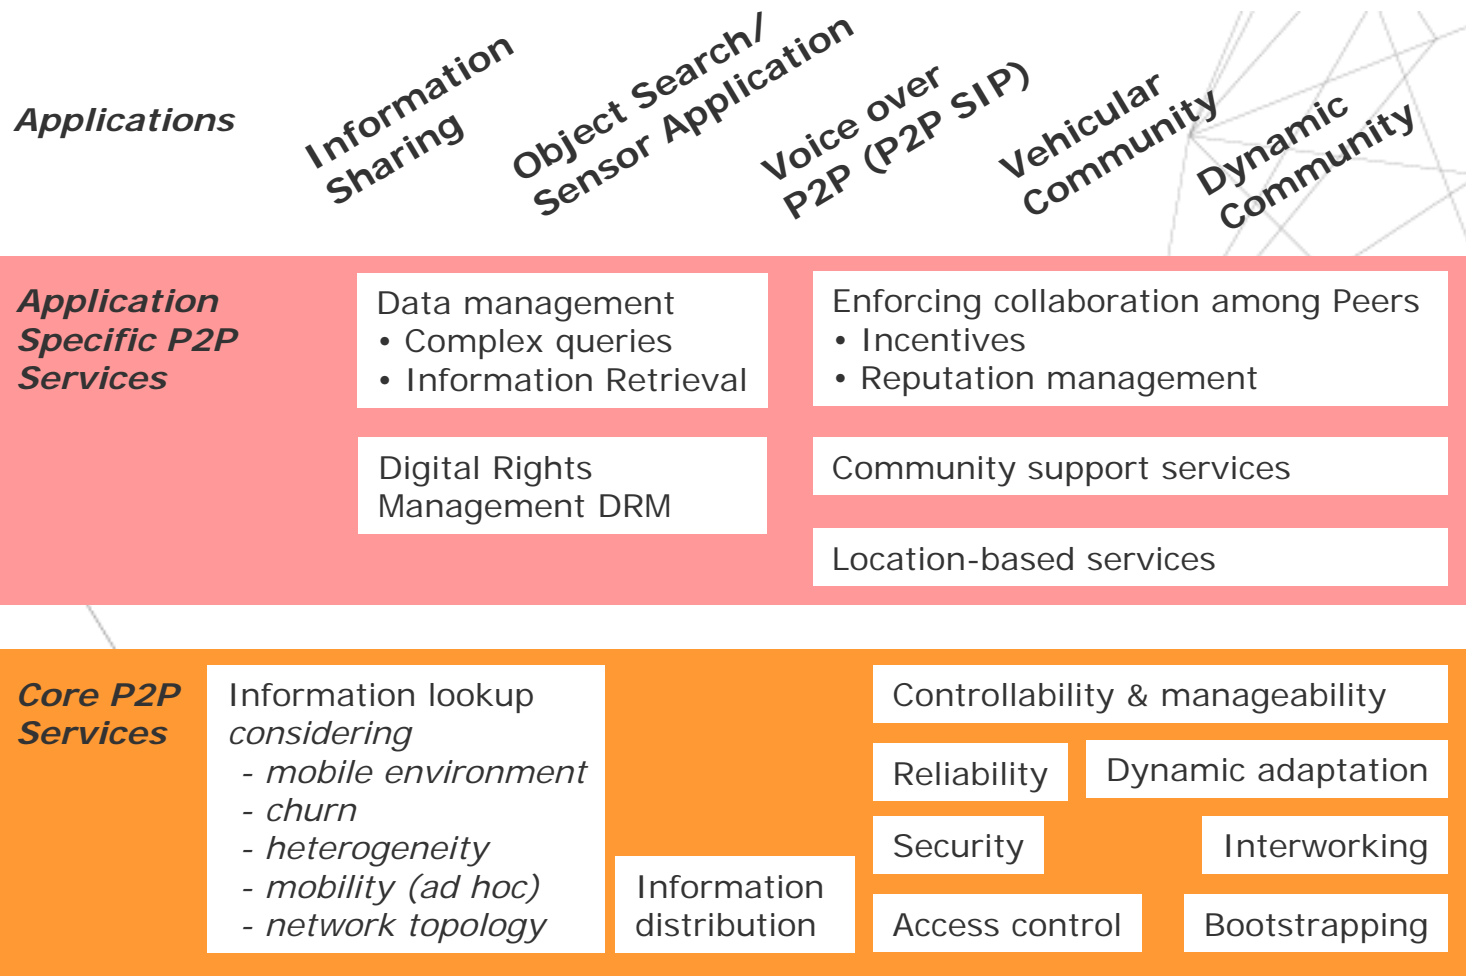 Applications
Information
Sharing
Object Search/
Sensor Application
Voice over
P2P (P2P SIP)
Vehicular
Community
Dynamic
Community
Application
Specific P2P
Services
Data management
• Complex queries
• Information Retrieval
Digital Rights
Management DRM
Enforcing collaboration among Peers
• Incentives
• Reputation management
Community support services
Location-based services
Core P2P
Services
Information lookup
considering
- mobile environment
- churn
- heterogeneity
- mobility (ad hoc)
- network topology
Information
distribution
Controllability & manageability
Reliability
Dynamic adaptation
Security
Interworking
Access control
Bootstrapping